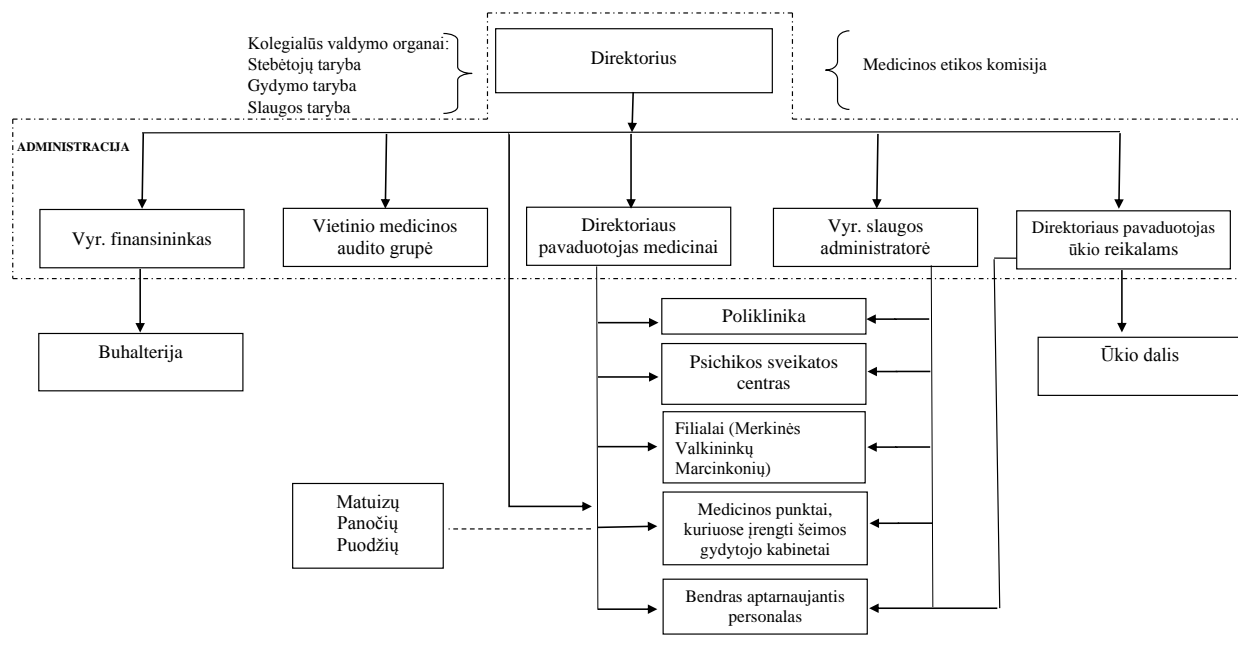 Kolegialūs valdymo organai:
Stebėtojų taryba
Gydymo taryba
Slaugos taryba
Direktorius
Medicinos etikos komisija
ADMINISTRACIJA
Vyr. finansininkas
Vietinio medicinos
audito grupė
Direktoriaus
pavaduotojas medicinai
Vyr. slaugos
administratorė
Direktoriaus pavaduotojas
ūkio reikalams
Buhalterija
Poliklinika
Ūkio dalis
Psichikos sveikatos
centras
Filialai (Merkinės
Valkininkų
Marcinkonių)
Matuizų
Panočių
Puodžių
Medicinos punktai,
kuriuose įrengti šeimos
gydytojo kabinetai
Bendras aptarnaujantis
personalas